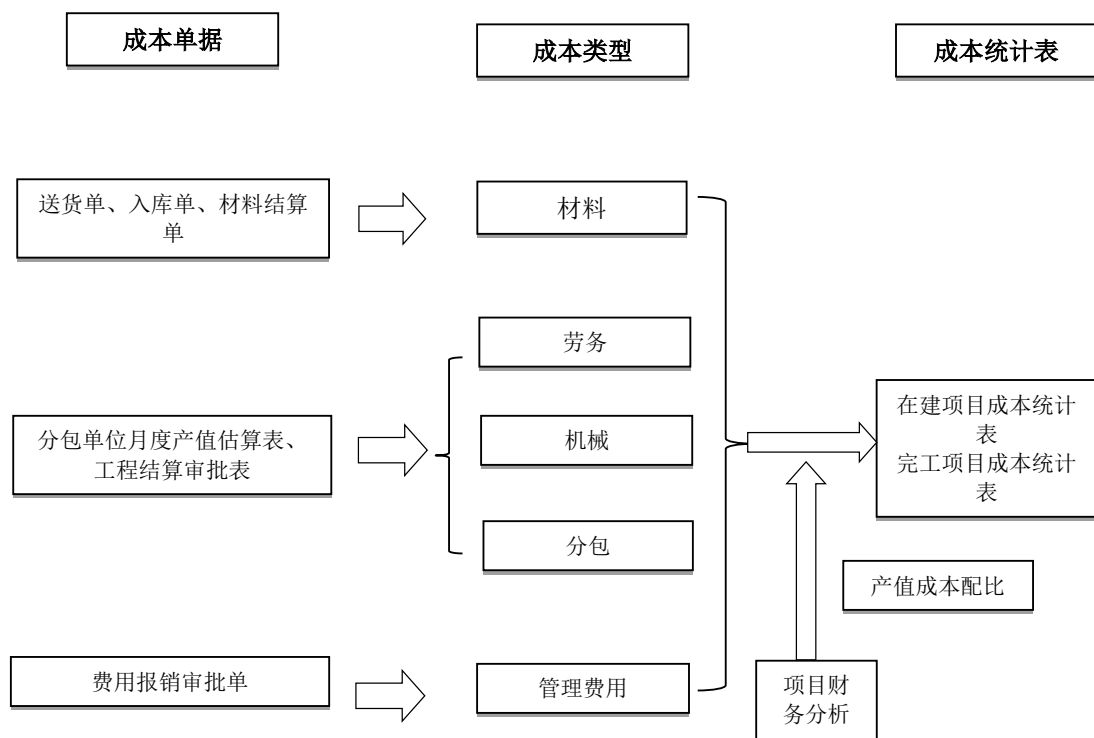 成本单据
成本类型
成本统计表
送货单、入库单、材料结算
单
材料
劳务
分包单位月度产值估算表、
工程结算审批表
机械
在建项目成本统计
表
完工项目成本统计
表
分包
产值成本配比
费用报销审批单
管理费用
项目财
务分析